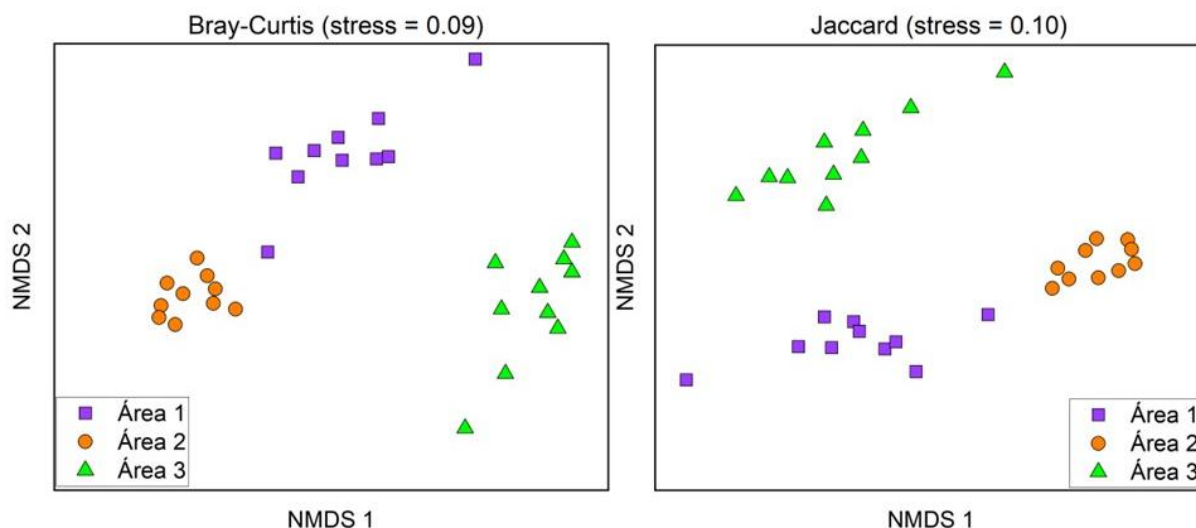 Bray-Curtis (stress = 0.09)
NMDS 2
Área 1
Área 2
Área 3
NMDS 1
Jaccard (stress = 0.10)
NMDS 2
Área 1
Área 2
Área 3
NMDS 1